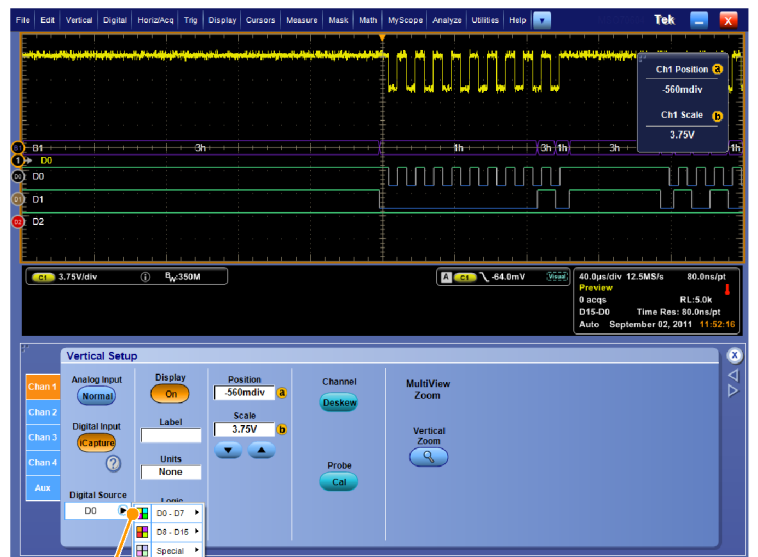 File Edit Vertical Digital Horiz/Acq Trig Display Cursors Measure Mask Math MyScope Analyze Utilities Help Tek X
Ch1 Position a
-560mdiv
Ch1 Scale b
3.75V
B1 B1 3h 1h 3h 1h 3h 1h
1 D0
D0 D0
D1 D1
D2 D2
C1 3.75V/div BW:350M
A C1 -64.0mV Visual
40.0µs/div 12.5MS/s 80.0ns/pt
Preview
0 acqs RL:5.0k
D15-D0 Time Res: 80.0ns/pt
Auto September 02, 2011 11:52:16
Vertical Setup x
Chan 1
Chan 2
Chan 3
Chan 4
Aux
Analog Input
Normal
Digital Input
iCapture
?
Digital Source
D0
Display
On
Label
Units
None
Logic
D0 - D7
D8 - D15
Special
Position
-560mdiv a
Scale
3.75V b
Channel
Deskew
Probe
Cal
MultiView
Zoom
Vertical
Zoom